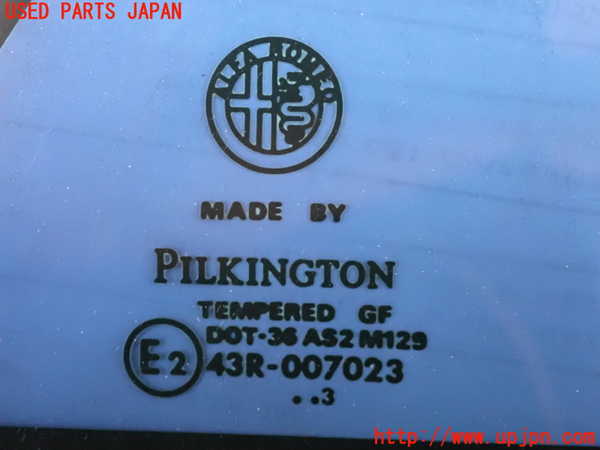 USED PARTS JAPAN
ALFA ROMEO
MADE BY
PILKINGTON
TEMPERED GF
DOT-36 AS2 M129
E2 43R-007023
..3
http://www.upjpn.com/